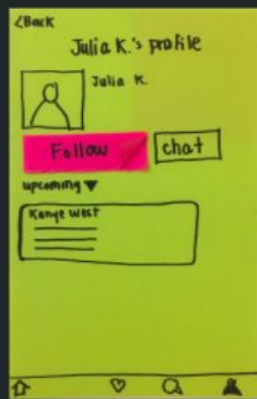 <Back
Julia K.'s profile
Julia K.
Follow
chat
upcoming ▼
Kanye West